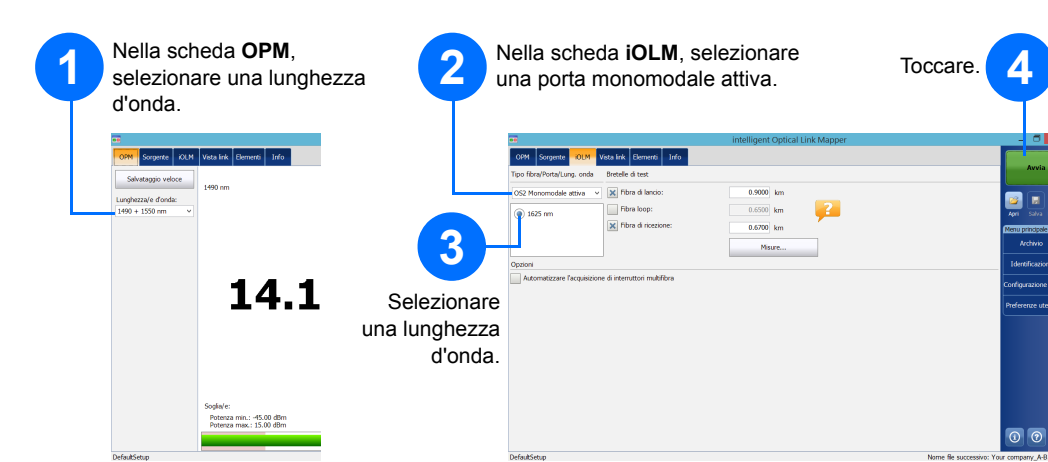 1
Nella scheda OPM,
selezionare una lunghezza
d'onda.
2
Nella scheda iOLM, selezionare
una porta monomodale attiva.
Toccare.
4
OPM Sorgente iOLM Vista link Elementi Info
Salvataggio veloce
Lunghezza/e d'onda:
1490 + 1550 nm
1490 nm
14.1
Soglia/e:
Potenza min.: -45.00 dBm
Potenza max.: 15.00 dBm
DefaultSetup
3
Selezionare
una lunghezza
d'onda.
intelligent Optical Link Mapper
OPM Sorgente iOLM Vista link Elementi Info
Tipo fibra/Porta/Lung. onda Bretelle di test
OS2 Monomodale attiva
Fibra di lancio: 0.9000 km
1625 nm
Fibra loop: 0.6500 km
Fibra di ricezione: 0.6700 km
?
Misure...
Opzioni
Automatizzare l'acquisizione di interruttori multifibra
Avvia
Apri Salva
Menu principale
Archivio
Identificazion
Configurazione
Preferenze ute
DefaultSetup
Nome file successivo: Your company_A-B